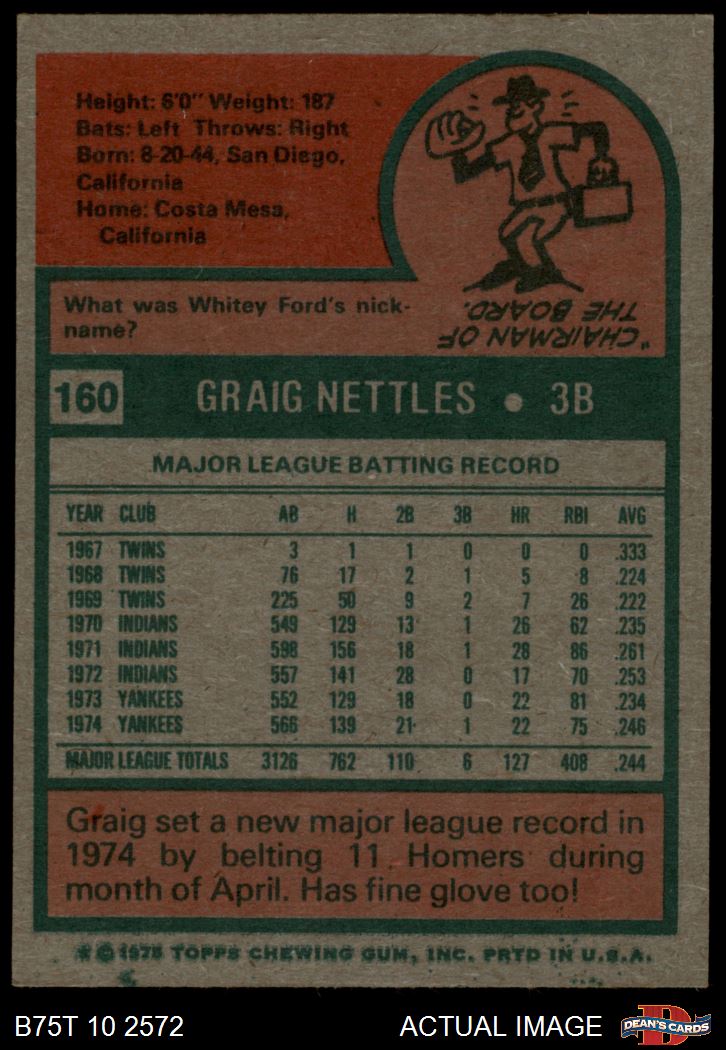 Height: 6'0" Weight: 187
Bats: Left Throws: Right
Born: 8-20-44, San Diego,
California
Home: Costa Mesa,
California
What was Whitey Ford's nick-
name?
"CHAIRMAN OF
THE BOARD.
160 GRAIG NETTLES • 3B
MAJOR LEAGUE BATTING RECORD
YEAR CLUB AB H 2B 3B HR RBI AVG
1967 TWINS 3 1 1 0 0 0 .333
1968 TWINS 76 17 2 1 5 8 .224
1969 TWINS 225 50 9 2 7 26 .222
1970 INDIANS 549 129 13 1 26 62 .235
1971 INDIANS 598 156 18 1 28 86 .261
1972 INDIANS 557 141 28 0 17 70 .253
1973 YANKEES 552 129 18 0 22 81 .234
1974 YANKEES 566 139 21 1 22 75 .246
MAJOR LEAGUE TOTALS 3126 762 110 6 127 408 .244
Graig set a new major league record in
1974 by belting 11 Homers during
month of April. Has fine glove too!
* © 1975 TOPPS CHEWING GUM, INC. PRTD IN U.S.A.
B75T 10 2572 ACTUAL IMAGE DEAN'S CARDS